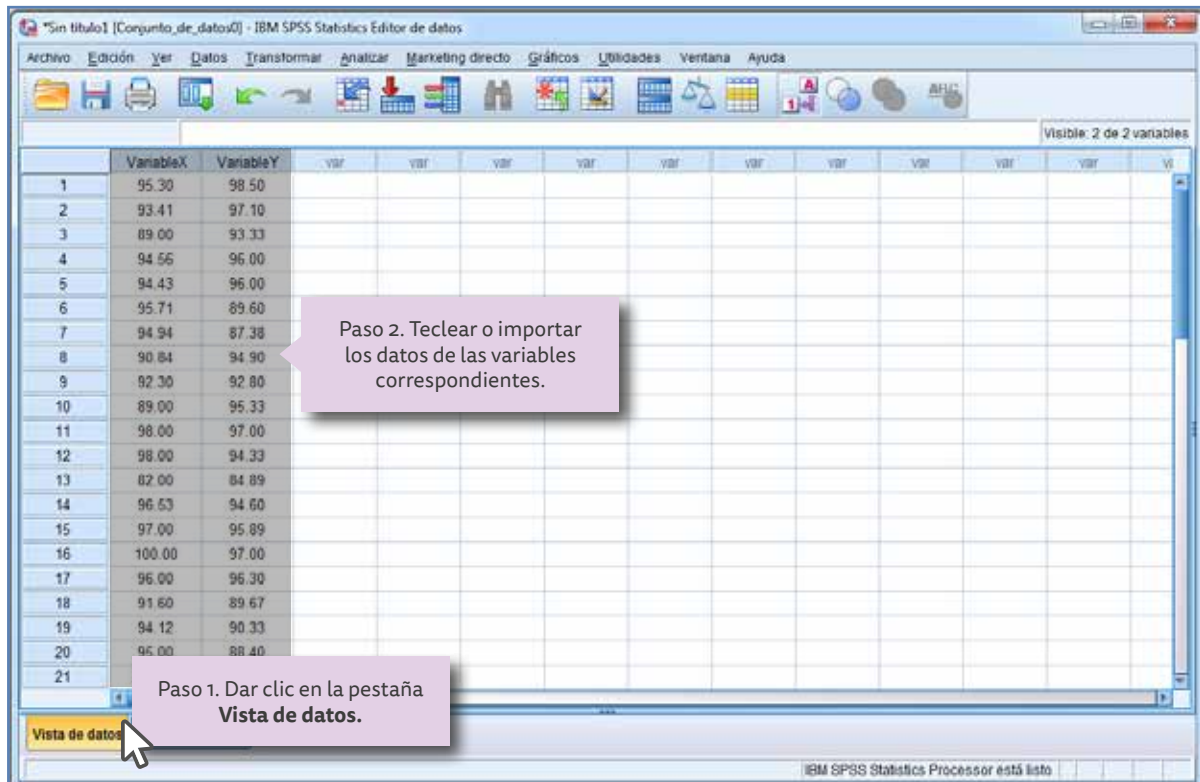 *Sin título1 [Conjunto_de_datos0] - IBM SPSS Statistics Editor de datos
Archivo Edición Ver Datos Transformar Analizar Marketing directo Gráficos Utilidades Ventana Ayuda
Visible: 2 de 2 variables
VariableX VariableY var var var var var var var var var var
1 95.30 98.50
2 93.41 97.10
3 89.00 93.33
4 94.56 96.00
5 94.43 96.00
6 95.71 89.60
7 94.94 87.38
8 90.84 94.90
9 92.30 92.80
10 89.00 95.33
11 98.00 97.00
12 98.00 94.33
13 82.00 84.89
14 96.53 94.60
15 97.00 95.89
16 100.00 97.00
17 96.00 96.30
18 91.60 89.67
19 94.12 90.33
20 95.00 88.40
21
Paso 2. Teclear o importar
los datos de las variables
correspondientes.
Paso 1. Dar clic en la pestaña
Vista de datos.
Vista de datos
IBM SPSS Statistics Processor está listo